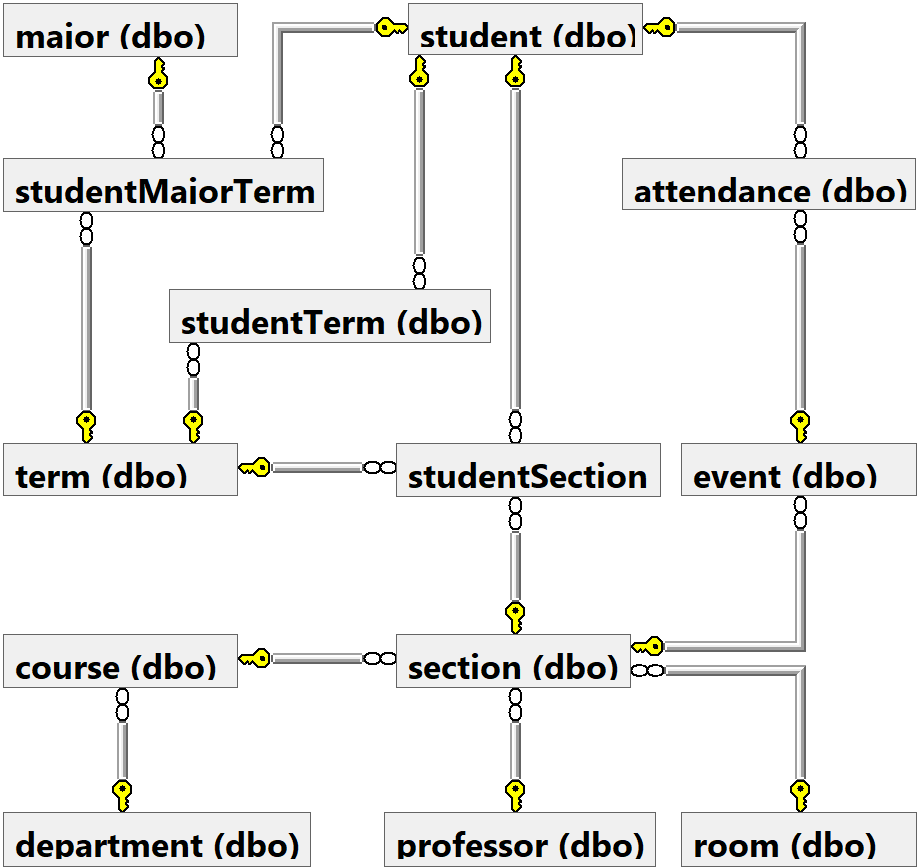 major (dbo)
student (dbo)
studentMajorTerm
attendance (dbo)
studentTerm (dbo)
term (dbo)
studentSection
event (dbo)
course (dbo)
section (dbo)
department (dbo)
professor (dbo)
room (dbo)